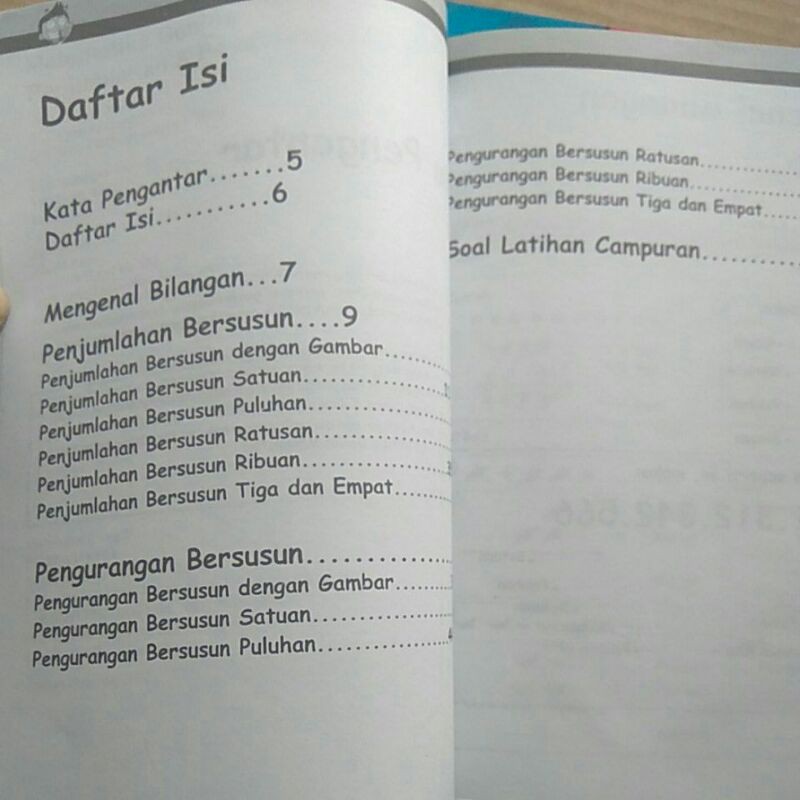 Daftar Isi
Kata Pengantar.......5
Daftar Isi...........6
Mengenal Bilangan...7
Penjumlahan Bersusun....9
Penjumlahan Bersusun dengan Gambar..........
Penjumlahan Bersusun Satuan....................
Penjumlahan Bersusun Puluhan....................
Penjumlahan Bersusun Ratusan...................
Penjumlahan Bersusun Ribuan....................
Penjumlahan Bersusun Tiga dan Empat........
Pengurangan Bersusun..................
Pengurangan Bersusun dengan Gambar........
Pengurangan Bersusun Satuan...................
Pengurangan Bersusun Puluhan..................
Pengurangan Bersusun Ratusan..............
Pengurangan Bersusun Ribuan...............
Pengurangan Bersusun Tiga dan Empat.....
Soal Latihan Campuran..........